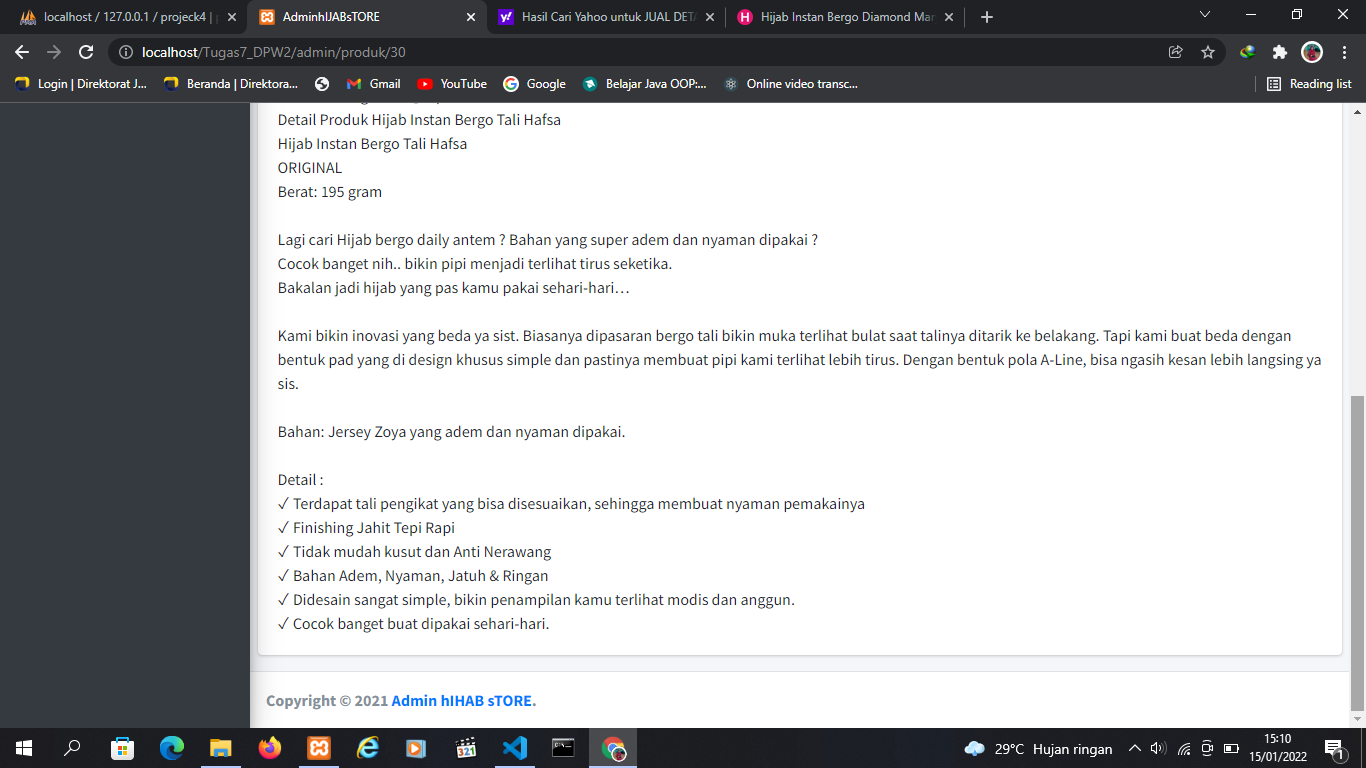 localhost / 127.0.0.1 / projeck4 | p
AdminhIJABsTORE
Hasil Cari Yahoo untuk JUAL DETA
Hijab Instan Bergo Diamond Mar
localhost/Tugas7_DPW2/admin/produk/30
Login | Direktorat J...
Beranda | Direktora...
Gmail
YouTube
Google
Belajar Java OOP:...
Online video transc...
Reading list
Detail Produk Hijab Instan Bergo Tali Hafsa
Hijab Instan Bergo Tali Hafsa
ORIGINAL
Berat: 195 gram
Lagi cari Hijab bergo daily antem ? Bahan yang super adem dan nyaman dipakai ?
Cocok banget nih.. bikin pipi menjadi terlihat tirus seketika.
Bakalan jadi hijab yang pas kamu pakai sehari-hari…
Kami bikin inovasi yang beda ya sist. Biasanya dipasaran bergo tali bikin muka terlihat bulat saat talinya ditarik ke belakang. Tapi kami buat beda dengan
bentuk pad yang di design khusus simple dan pastinya membuat pipi kami terlihat lebih tirus. Dengan bentuk pola A-Line, bisa ngasih kesan lebih langsing ya
sis.
Bahan: Jersey Zoya yang adem dan nyaman dipakai.
Detail :
✓ Terdapat tali pengikat yang bisa disesuaikan, sehingga membuat nyaman pemakainya
✓ Finishing Jahit Tepi Rapi
✓ Tidak mudah kusut dan Anti Nerawang
✓ Bahan Adem, Nyaman, Jatuh & Ringan
✓ Didesain sangat simple, bikin penampilan kamu terlihat modis dan anggun.
✓ Cocok banget buat dipakai sehari-hari.
Copyright © 2021 Admin hIHAB sTORE.
29°C Hujan ringan
15:10
15/01/2022
1